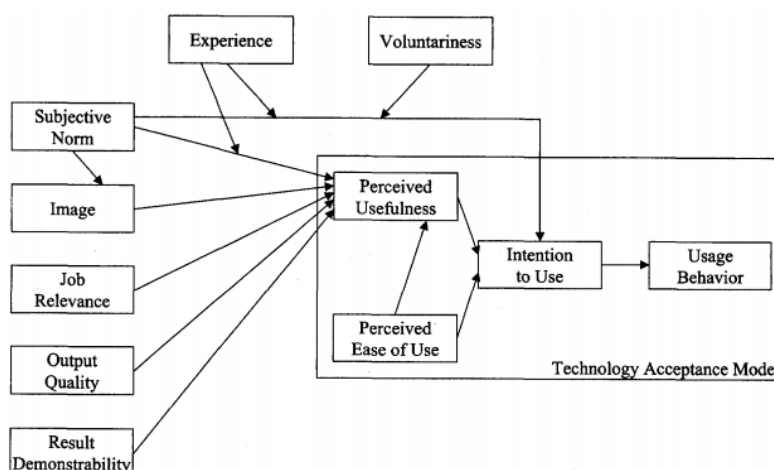 Experience
Voluntariness
Subjective
Norm
Image
Perceived
Usefulness
Intention
to Use
Usage
Behavior
Job
Relevance
Perceived
Ease of Use
Output
Quality
Technology Acceptance Mode
Result
Demonstrability